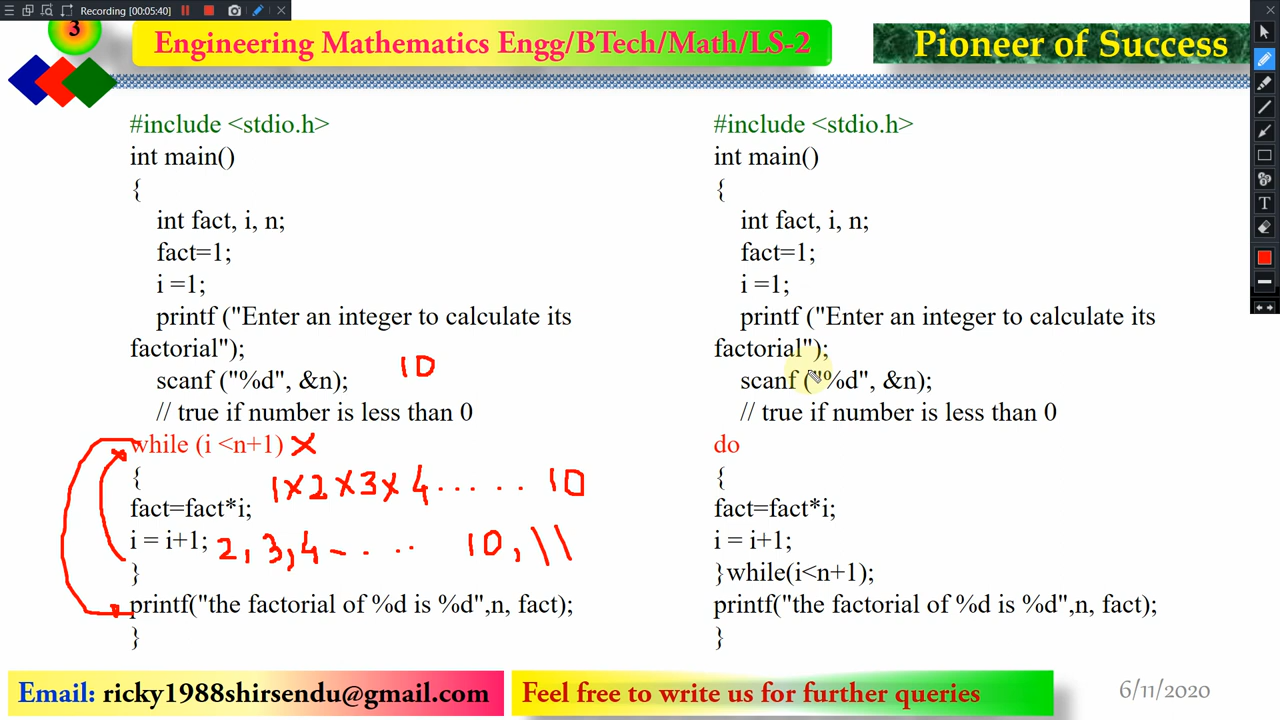 Recording [00:05:40]
3
Engineering Mathematics Engg/BTech/Math/LS-2
Pioneer of Success
#include <stdio.h>
int main()
{
int fact, i, n;
fact=1;
i =1;
printf ("Enter an integer to calculate its
factorial");
scanf ("%d", &n);
10
// true if number is less than 0
while (i <n+1) ×
{
1×2×3×4.....10
fact=fact*i;
i = i+1; 2,3,4-... 10,11
}
printf("the factorial of %d is %d",n, fact);
}
#include <stdio.h>
int main()
{
int fact, i, n;
fact=1;
i =1;
printf ("Enter an integer to calculate its
factorial");
scanf ("%d", &n);
// true if number is less than 0
do
{
fact=fact*i;
i = i+1;
}while(i<n+1);
printf("the factorial of %d is %d",n, fact);
}
Email: ricky1988shirsendu@gmail.com
Feel free to write us for further queries
6/11/2020
T